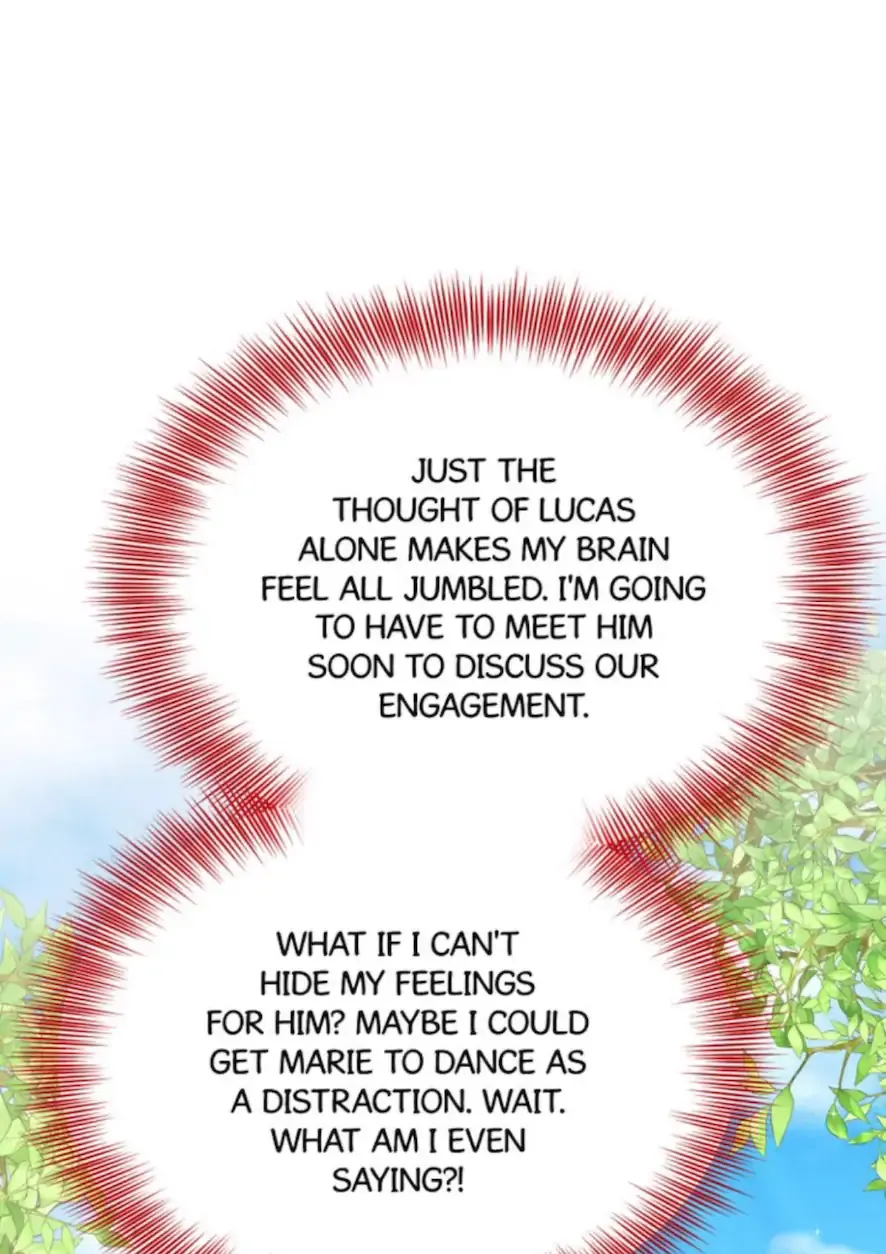 JUST THE
THOUGHT OF LUCAS
ALONE MAKES MY BRAIN
FEEL ALL JUMBLED. I'M GOING
TO HAVE TO MEET HIM
SOON TO DISCUSS OUR
ENGAGEMENT.
WHAT IF I CAN'T
HIDE MY FEELINGS
FOR HIM? MAYBE I COULD
GET MARIE TO DANCE AS
A DISTRACTION. WAIT.
WHAT AM I EVEN
SAYING?!